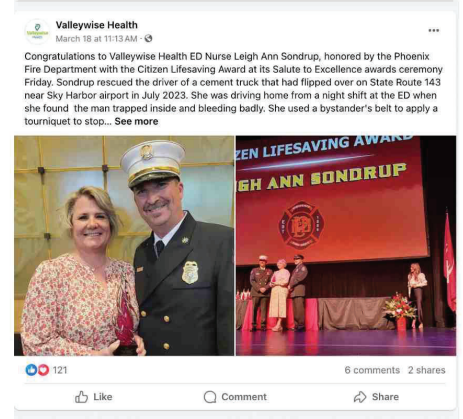 Valleywise Health
March 18 at 11:13 AM ·
Congratulations to Valleywise Health ED Nurse Leigh Ann Sondrup, honored by the Phoenix
Fire Department with the Citizen Lifesaving Award at its Salute to Excellence awards ceremony
Friday. Sondrup rescued the driver of a cement truck that had flipped over on State Route 143
near Sky Harbor airport in July 2023. She was driving home from a night shift at the ED when
she found the man trapped inside and bleeding badly. She used a bystander's belt to apply a
tourniquet to stop... See more
ZEN LIFESAVING AWARD
IGH ANN SONDRUP
121
6 comments 2 shares
Like
Comment
Share